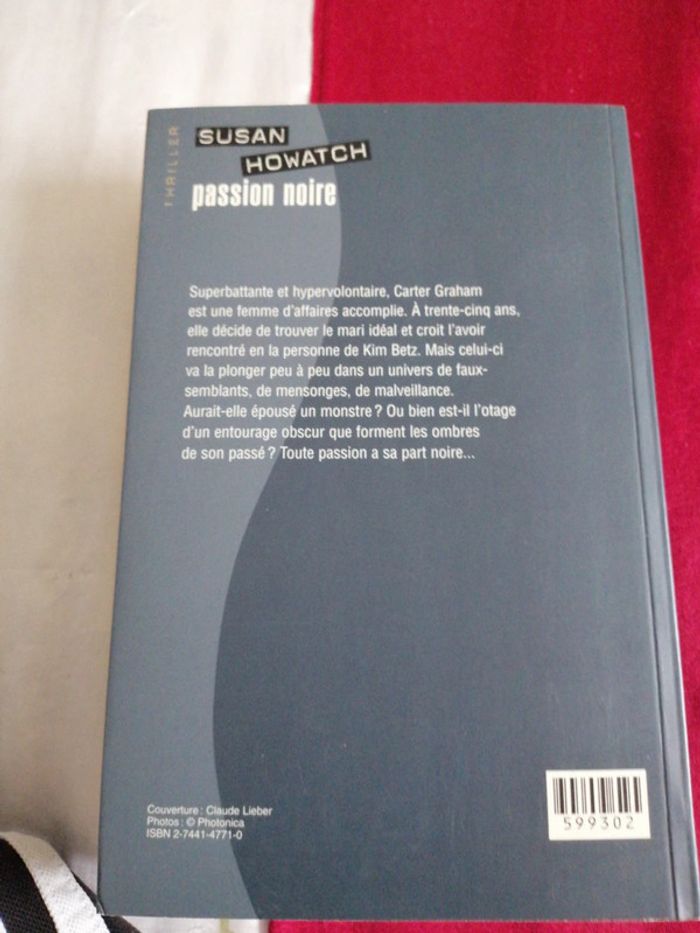 THRILLER
SUSAN
HOWATCH
passion noire
Superbattante et hypervolontaire, Carter Graham
est une femme d'affaires accomplie. À trente-cinq ans,
elle décide de trouver le mari idéal et croit l'avoir
rencontré en la personne de Kim Betz. Mais celui-ci
va la plonger peu à peu dans un univers de faux-
semblants, de mensonges, de malveillance.
Aurait-elle épousé un monstre ? Ou bien est-il l'otage
d'un entourage obscur que forment les ombres
de son passé ? Toute passion a sa part noire...
Couverture : Claude Lieber
Photos : © Photonica
ISBN 2-7441-4771-0
599302